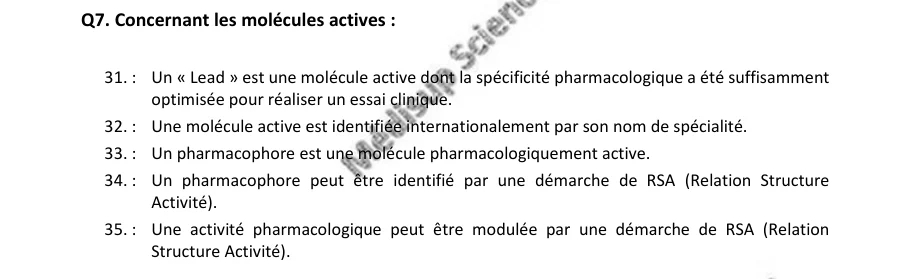 Q7. Concernant les molécules actives :
31. : Un « Lead » est une molécule active dont la spécificité pharmacologique a été suffisamment
optimisée pour réaliser un essai clinique.
32. : Une molécule active est identifiée internationalement par son nom de spécialité.
33. : Un pharmacophore est une molécule pharmacologiquement active.
34. : Un pharmacophore peut être identifié par une démarche de RSA (Relation Structure
Activité).
35. : Une activité pharmacologique peut être modulée par une démarche de RSA (Relation
Structure Activité).
Medisup